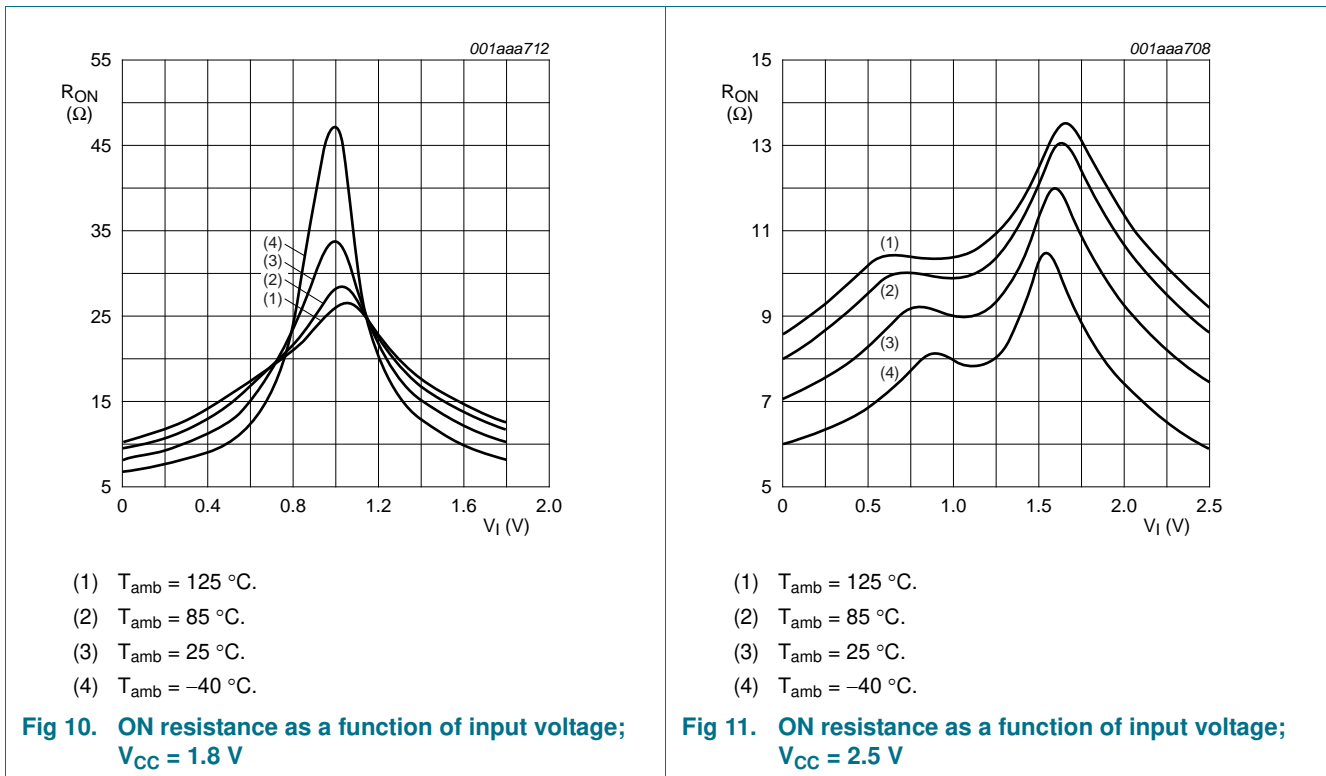 001aaa712
55
45
35
25
15
5
RON
(Ω)
(4)
(3)
(2)
(1)
0
0.4
0.8
1.2
1.6
2.0
VI (V)
(1) Tamb = 125 °C.
(2) Tamb = 85 °C.
(3) Tamb = 25 °C.
(4) Tamb = −40 °C.
Fig 10. ON resistance as a function of input voltage;
VCC = 1.8 V
001aaa708
15
13
11
9
7
5
RON
(Ω)
(1)
(2)
(3)
(4)
0
0.5
1.0
1.5
2.0
2.5
VI (V)
(1) Tamb = 125 °C.
(2) Tamb = 85 °C.
(3) Tamb = 25 °C.
(4) Tamb = −40 °C.
Fig 11. ON resistance as a function of input voltage;
VCC = 2.5 V